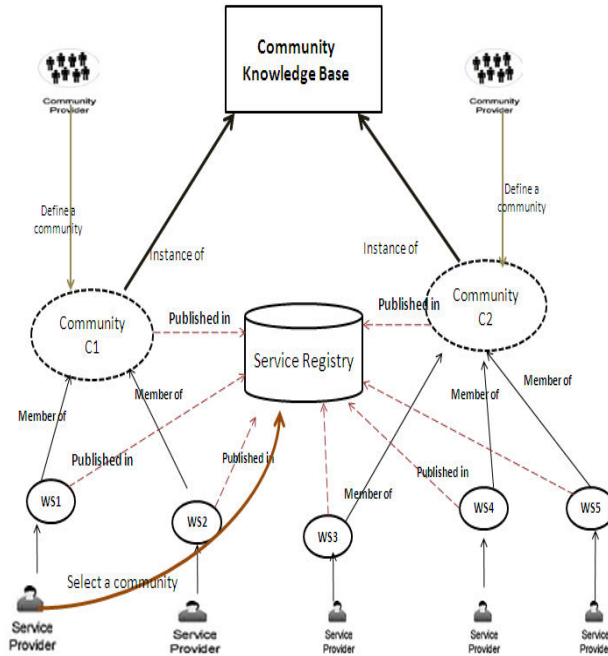 Community
Knowledge Base
Community
Provider
Community
Provider
Define a
community
Define a
community
Instance of
Instance of
Community
C1
Published in
Published in
Community
C2
Service Registry
Member of
Member of
Member of
Member of
Published in
Published in
Member of
Published in
WS1
WS2
WS3
WS4
WS5
Select a community
Service
Provider
Service
Provider
Service
Provider
Service
Provider
Service
Provider